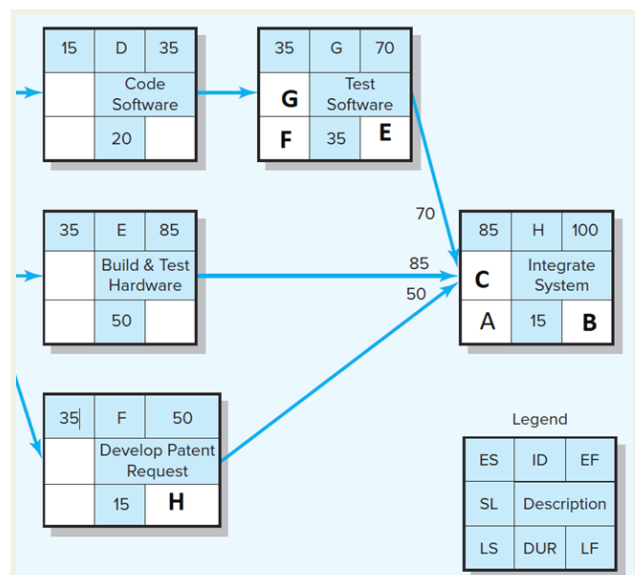 15 D 35
Code
Software
20
35 G 70
G
Test
Software
F 35 E
70
35 E 85
Build & Test
Hardware
50
85
50
85 H 100
C
Integrate
System
A 15 B
35 F 50
Develop Patent
Request
15 H
Legend
ES ID EF
SL Description
LS DUR LF